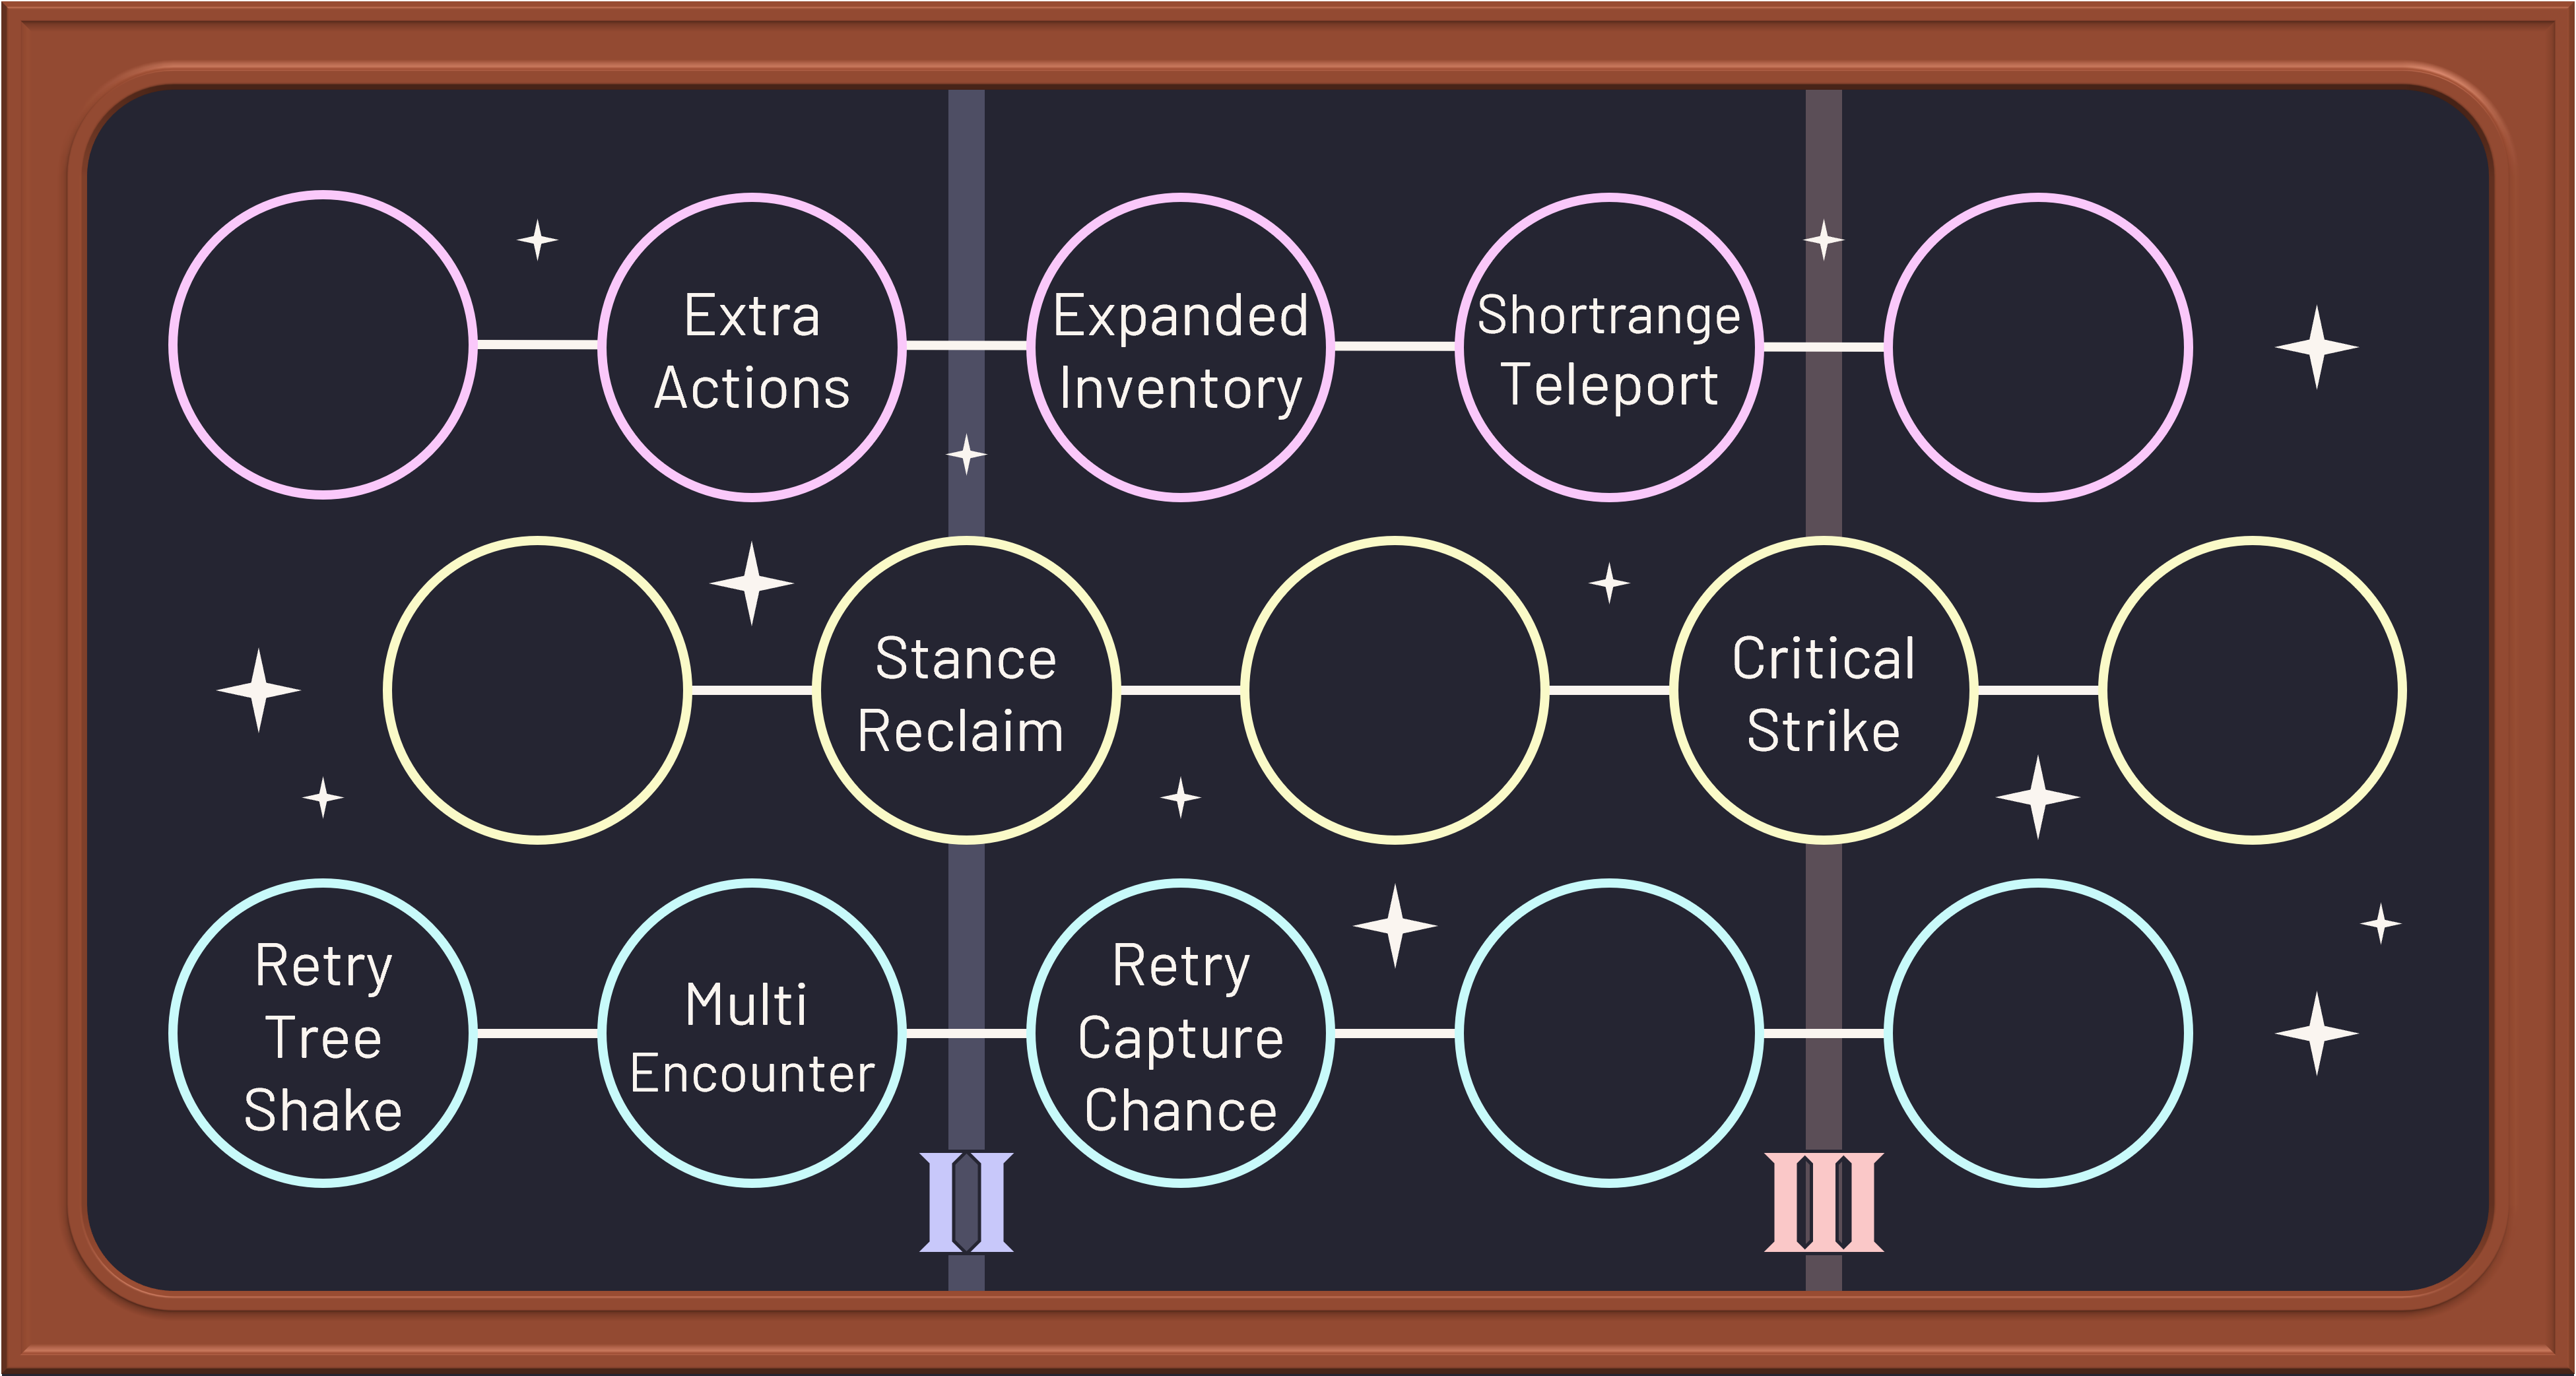 Extra
Actions
Expanded
Inventory
Shortrange
Teleport
Stance
Reclaim
Critical
Strike
Retry
Tree
Shake
Multi
Encounter
Retry
Capture
Chance
II
III